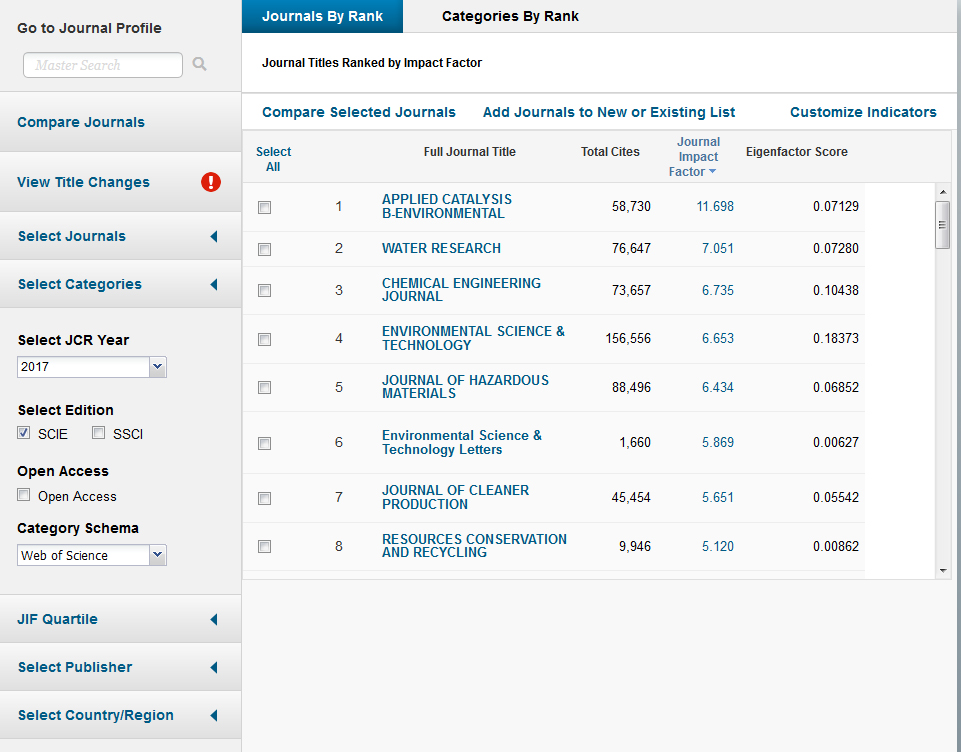 Go to Journal Profile
Master Search
Compare Journals
View Title Changes
Select Journals
Select Categories
Select JCR Year
2017
Select Edition
SCIE SSCI
Open Access
Open Access
Category Schema
Web of Science
JIF Quartile
Select Publisher
Select Country/Region
Journals By Rank Categories By Rank
Journal Titles Ranked by Impact Factor
Compare Selected Journals Add Journals to New or Existing List Customize Indicators
Select
All
Full Journal Title
Total Cites
Journal
Impact
Factor
Eigenfactor Score
1 APPLIED CATALYSIS
B-ENVIRONMENTAL
58,730 11.698 0.07129
2 WATER RESEARCH 76,647 7.051 0.07280
3 CHEMICAL ENGINEERING
JOURNAL
73,657 6.735 0.10438
4 ENVIRONMENTAL SCIENCE &
TECHNOLOGY
156,556 6.653 0.18373
5 JOURNAL OF HAZARDOUS
MATERIALS
88,496 6.434 0.06852
6 Environmental Science &
Technology Letters
1,660 5.869 0.00627
7 JOURNAL OF CLEANER
PRODUCTION
45,454 5.651 0.05542
8 RESOURCES CONSERVATION
AND RECYCLING
9,946 5.120 0.00862